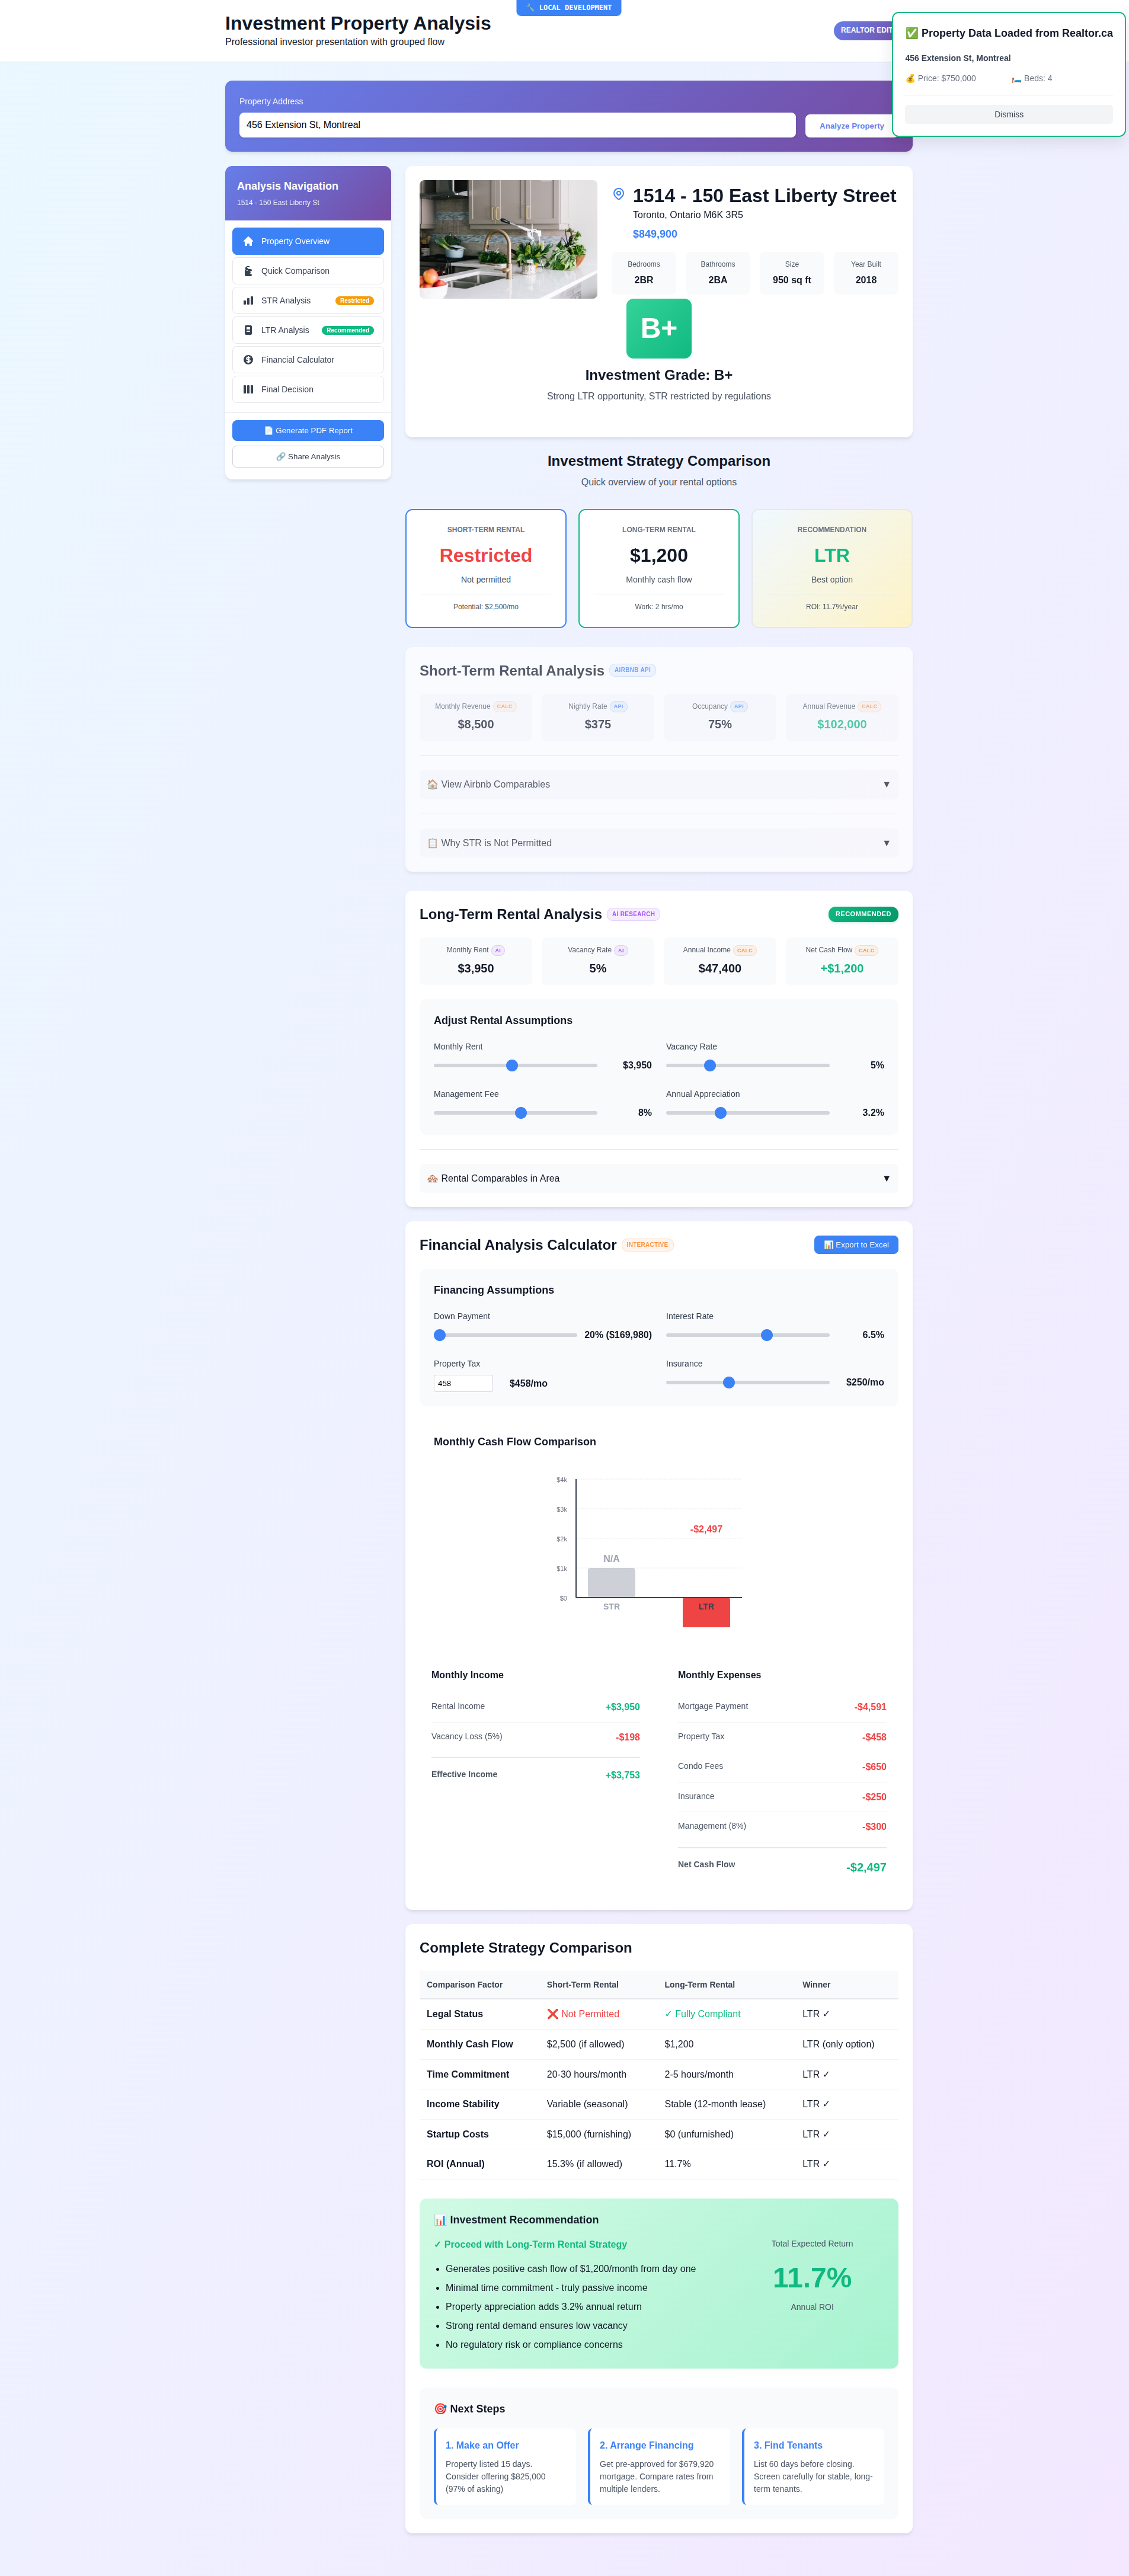 🔧 LOCAL DEVELOPMENT
Investment Property Analysis
Professional investor presentation with grouped flow
REALTOR EDIT
✅ Property Data Loaded from Realtor.ca
456 Extension St, Montreal
💰 Price: $750,000
🛏️ Beds: 4
Dismiss
Property Address
456 Extension St, Montreal
Analyze Property
Analysis Navigation
1514 - 150 East Liberty St
Property Overview
Quick Comparison
STR Analysis
Restricted
LTR Analysis
Recommended
Financial Calculator
Final Decision
📄 Generate PDF Report
🔗 Share Analysis
1514 - 150 East Liberty Street
Toronto, Ontario M6K 3R5
$849,900
Bedrooms
2BR
Bathrooms
2BA
Size
950 sq ft
Year Built
2018
B+
Investment Grade: B+
Strong LTR opportunity, STR restricted by regulations
Investment Strategy Comparison
Quick overview of your rental options
SHORT-TERM RENTAL
Restricted
Not permitted
Potential: $2,500/mo
LONG-TERM RENTAL
$1,200
Monthly cash flow
Work: 2 hrs/mo
RECOMMENDATION
LTR
Best option
ROI: 11.7%/year
Short-Term Rental Analysis AIRBNB API
Monthly Revenue CALC
$8,500
Nightly Rate API
$375
Occupancy API
75%
Annual Revenue CALC
$102,000
🏠 View Airbnb Comparables ▼
📋 Why STR is Not Permitted ▼
Long-Term Rental Analysis AI RESEARCH
RECOMMENDED
Monthly Rent AI
$3,950
Vacancy Rate AI
5%
Annual Income CALC
$47,400
Net Cash Flow CALC
+$1,200
Adjust Rental Assumptions
Monthly Rent
$3,950
Vacancy Rate
5%
Management Fee
8%
Annual Appreciation
3.2%
🏘️ Rental Comparables in Area ▼
Financial Analysis Calculator INTERACTIVE
📊 Export to Excel
Financing Assumptions
Down Payment
20% ($169,980)
Interest Rate
6.5%
Property Tax
458
$458/mo
Insurance
$250/mo
Monthly Cash Flow Comparison
$4k
$3k
$2k
$1k
$0
N/A
STR
-$2,497
LTR
Monthly Income
Rental Income +$3,950
Vacancy Loss (5%) -$198
Effective Income +$3,753
Monthly Expenses
Mortgage Payment -$4,591
Property Tax -$458
Condo Fees -$650
Insurance -$250
Management (8%) -$300
Net Cash Flow -$2,497
Complete Strategy Comparison
Comparison Factor Short-Term Rental Long-Term Rental Winner
Legal Status ❌ Not Permitted ✓ Fully Compliant LTR ✓
Monthly Cash Flow $2,500 (if allowed) $1,200 LTR (only option)
Time Commitment 20-30 hours/month 2-5 hours/month LTR ✓
Income Stability Variable (seasonal) Stable (12-month lease) LTR ✓
Startup Costs $15,000 (furnishing) $0 (unfurnished) LTR ✓
ROI (Annual) 15.3% (if allowed) 11.7% LTR ✓
📊 Investment Recommendation
✓ Proceed with Long-Term Rental Strategy
• Generates positive cash flow of $1,200/month from day one
• Minimal time commitment - truly passive income
• Property appreciation adds 3.2% annual return
• Strong rental demand ensures low vacancy
• No regulatory risk or compliance concerns
Total Expected Return
11.7%
Annual ROI
🎯 Next Steps
1. Make an Offer
Property listed 15 days.
Consider offering $825,000
(97% of asking)
2. Arrange Financing
Get pre-approved for $679,920
mortgage. Compare rates from
multiple lenders.
3. Find Tenants
List 60 days before closing.
Screen carefully for stable, long-
term tenants.